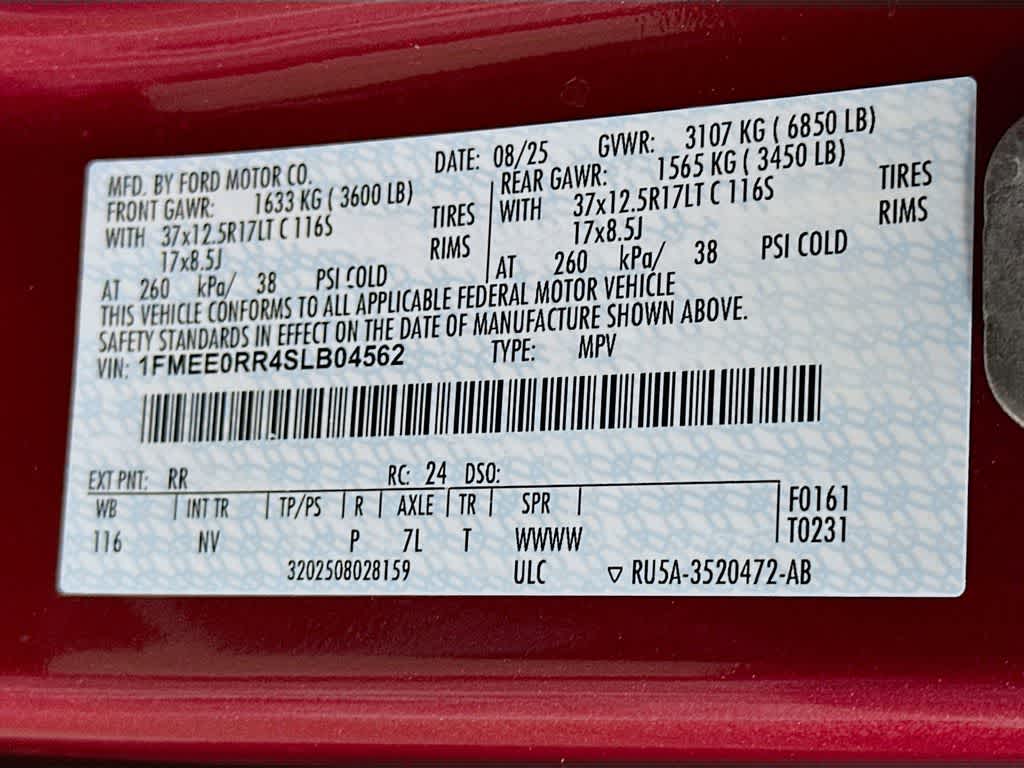 MFD. BY FORD MOTOR CO. DATE: 08/25 GVWR: 3107 KG ( 6850 LB)
FRONT GAWR: 1633 KG ( 3600 LB) REAR GAWR: 1565 KG ( 3450 LB)
WITH 37x12.5R17LT C 116S TIRES WITH 37x12.5R17LT C 116S TIRES
17x8.5J RIMS 17x8.5J RIMS
AT 260 kPa/ 38 PSI COLD AT 260 kPa/ 38 PSI COLD
THIS VEHICLE CONFORMS TO ALL APPLICABLE FEDERAL MOTOR VEHICLE
SAFETY STANDARDS IN EFFECT ON THE DATE OF MANUFACTURE SHOWN ABOVE.
VIN: 1FMEE0RR4SLB04562 TYPE: MPV
EXT PNT: RR RC: 24 DSO:
WB INT TR TP/PS R AXLE TR SPR F0161
116 NV P 7L T WWWW T0231
3202508028159 ULC ▽ RU5A-3520472-AB